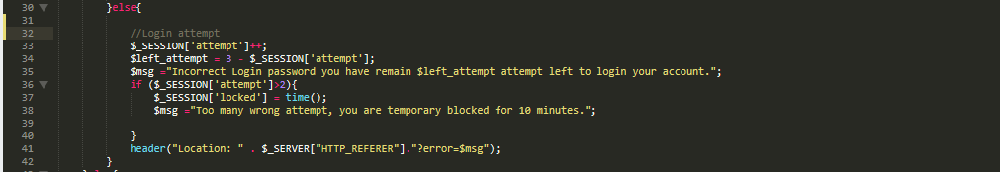 30 }else{
31
32 //Login attempt
33 $_SESSION['attempt']++;
34 $left_attempt = 3 - $_SESSION['attempt'];
35 $msg ="Incorrect Login password you have remain $left_attempt attempt left to login your account.";
36 if ($_SESSION['attempt']>2){
37 $_SESSION['locked'] = time();
38 $msg ="Too many wrong attempt, you are temporary blocked for 10 minutes.";
39
40 }
41 header("Location: " . $_SERVER["HTTP_REFERER"]."?error=$msg");
42 }